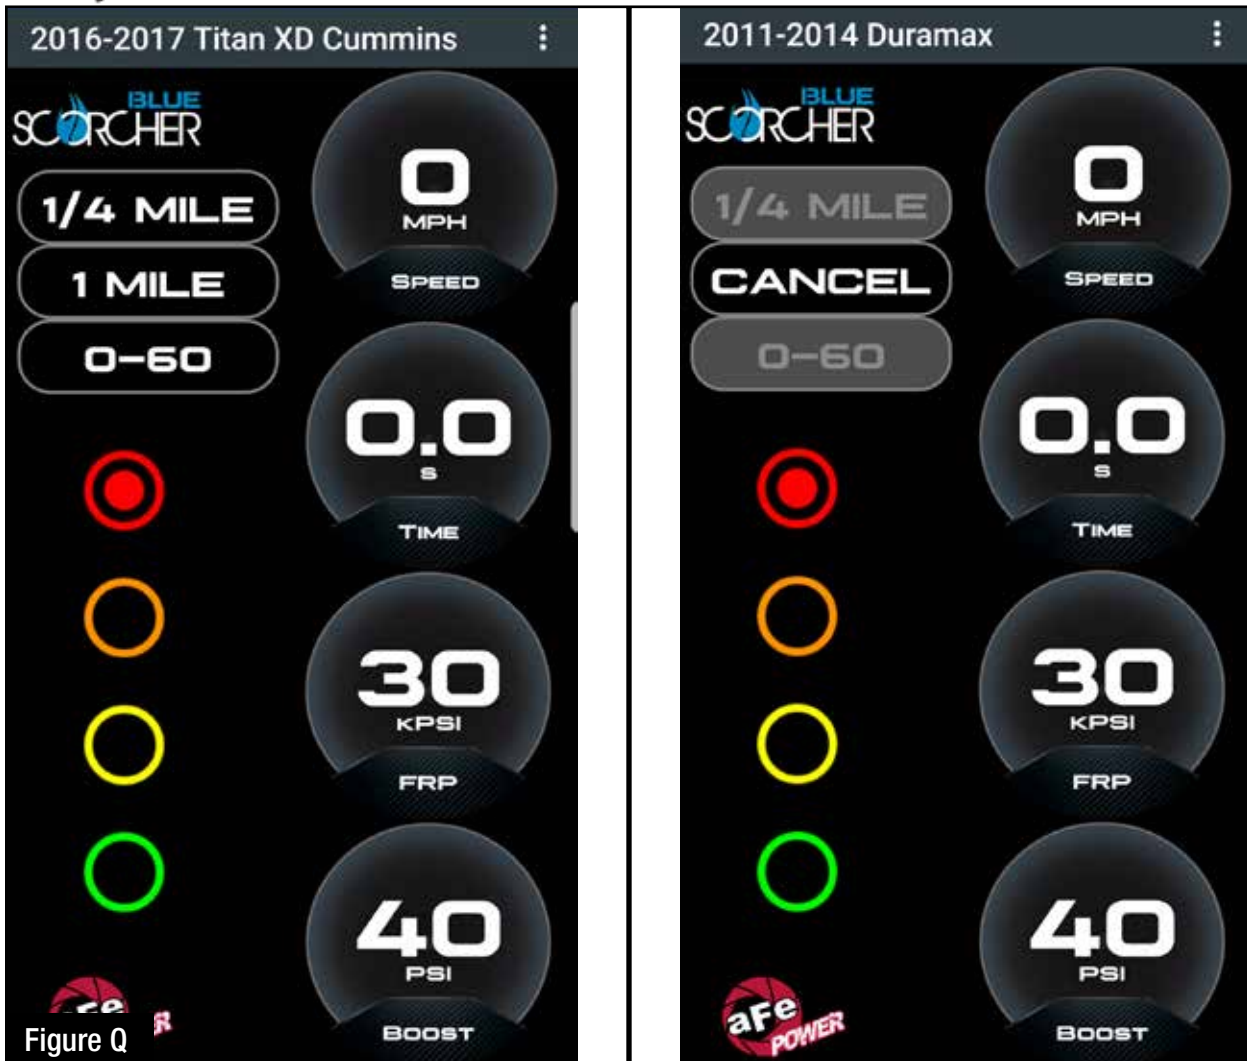 2016-2017 Titan XD Cummins
BLUE
SCORCHER
1/4 MILE
1 MILE
0-60
0
MPH
SPEED
0.0
S
TIME
30
KPSI
FRP
40
PSI
BOOST
aFe
Figure Q
2011-2014 Duramax
BLUE
SCORCHER
1/4 MILE
CANCEL
0-60
0
MPH
SPEED
0.0
S
TIME
30
KPSI
FRP
40
PSI
BOOST
aFe
POWER